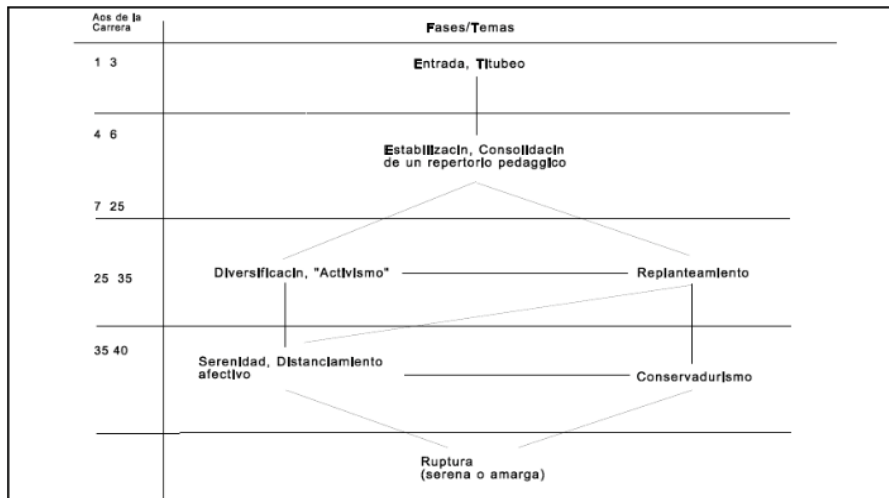 Aos de la
Carrera
Fases/Temas
1 3
Entrada, Titubeo
4 6
Estabilizacin, Consolidacin
de un repertorio pedaggico
7 25
Diversificacin, "Activismo"
Replanteamiento
25 35
35 40
Serenidad, Distanciamiento
afectivo
Conservadurismo
Ruptura
(serena o amarga)